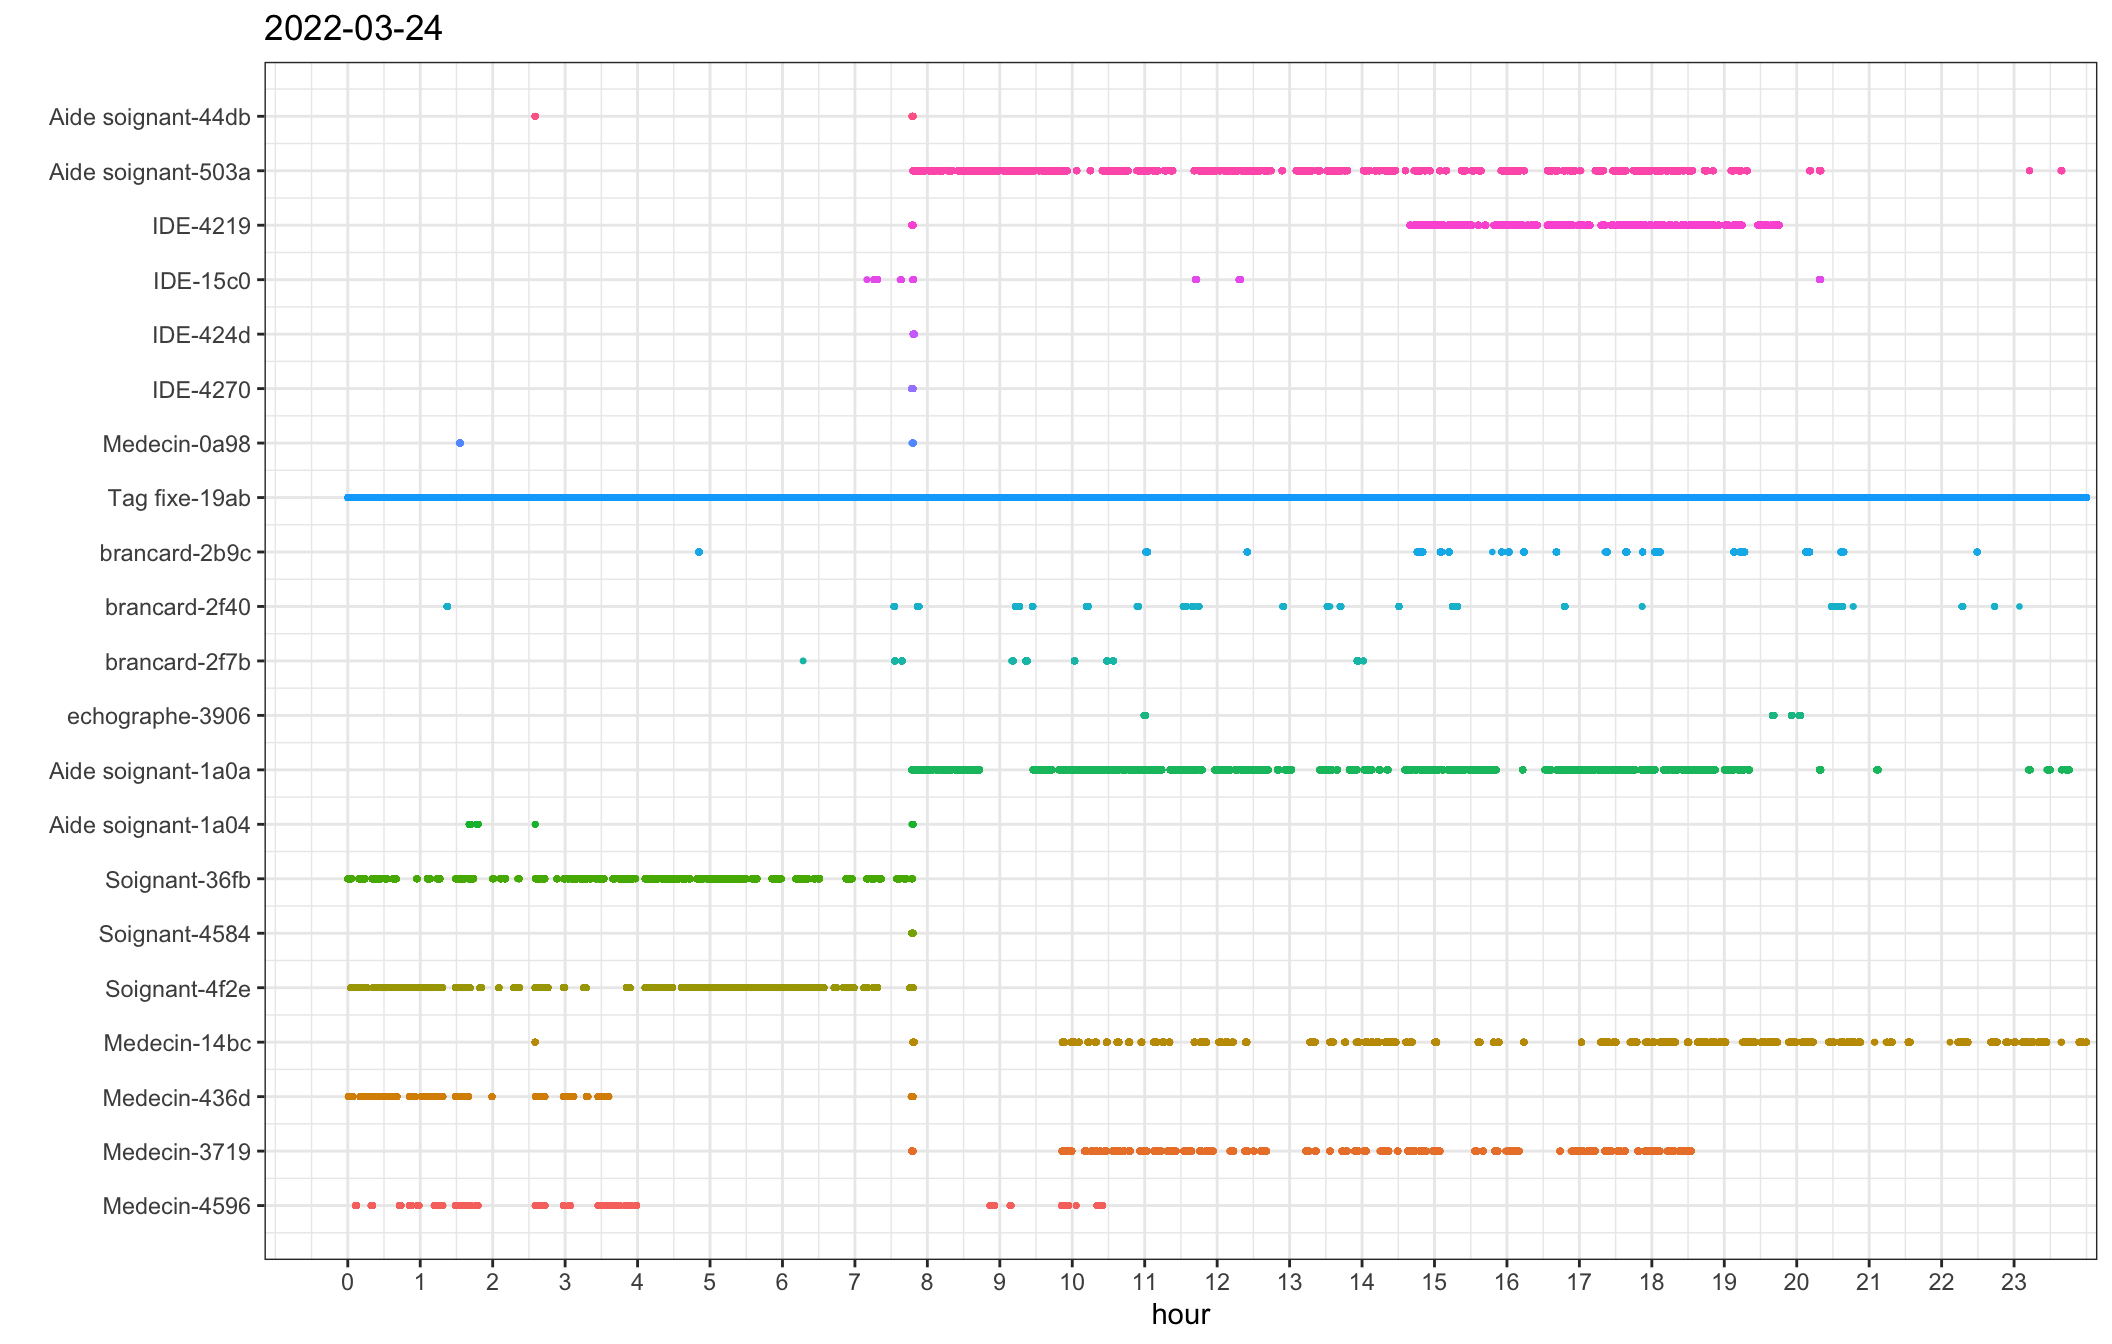 2022-03-24
Aide soignant-44db
Aide soignant-503a
IDE-4219
IDE-15c0
IDE-424d
IDE-4270
Medecin-0a98
Tag fixe-19ab
brancard-2b9c
brancard-2f40
brancard-2f7b
echographe-3906
Aide soignant-1a0a
Aide soignant-1a04
Soignant-36fb
Soignant-4584
Soignant-4f2e
Medecin-14bc
Medecin-436d
Medecin-3719
Medecin-4596
0 1 2 3 4 5 6 7 8 9 10 11 12 13 14 15 16 17 18 19 20 21 22 23
hour